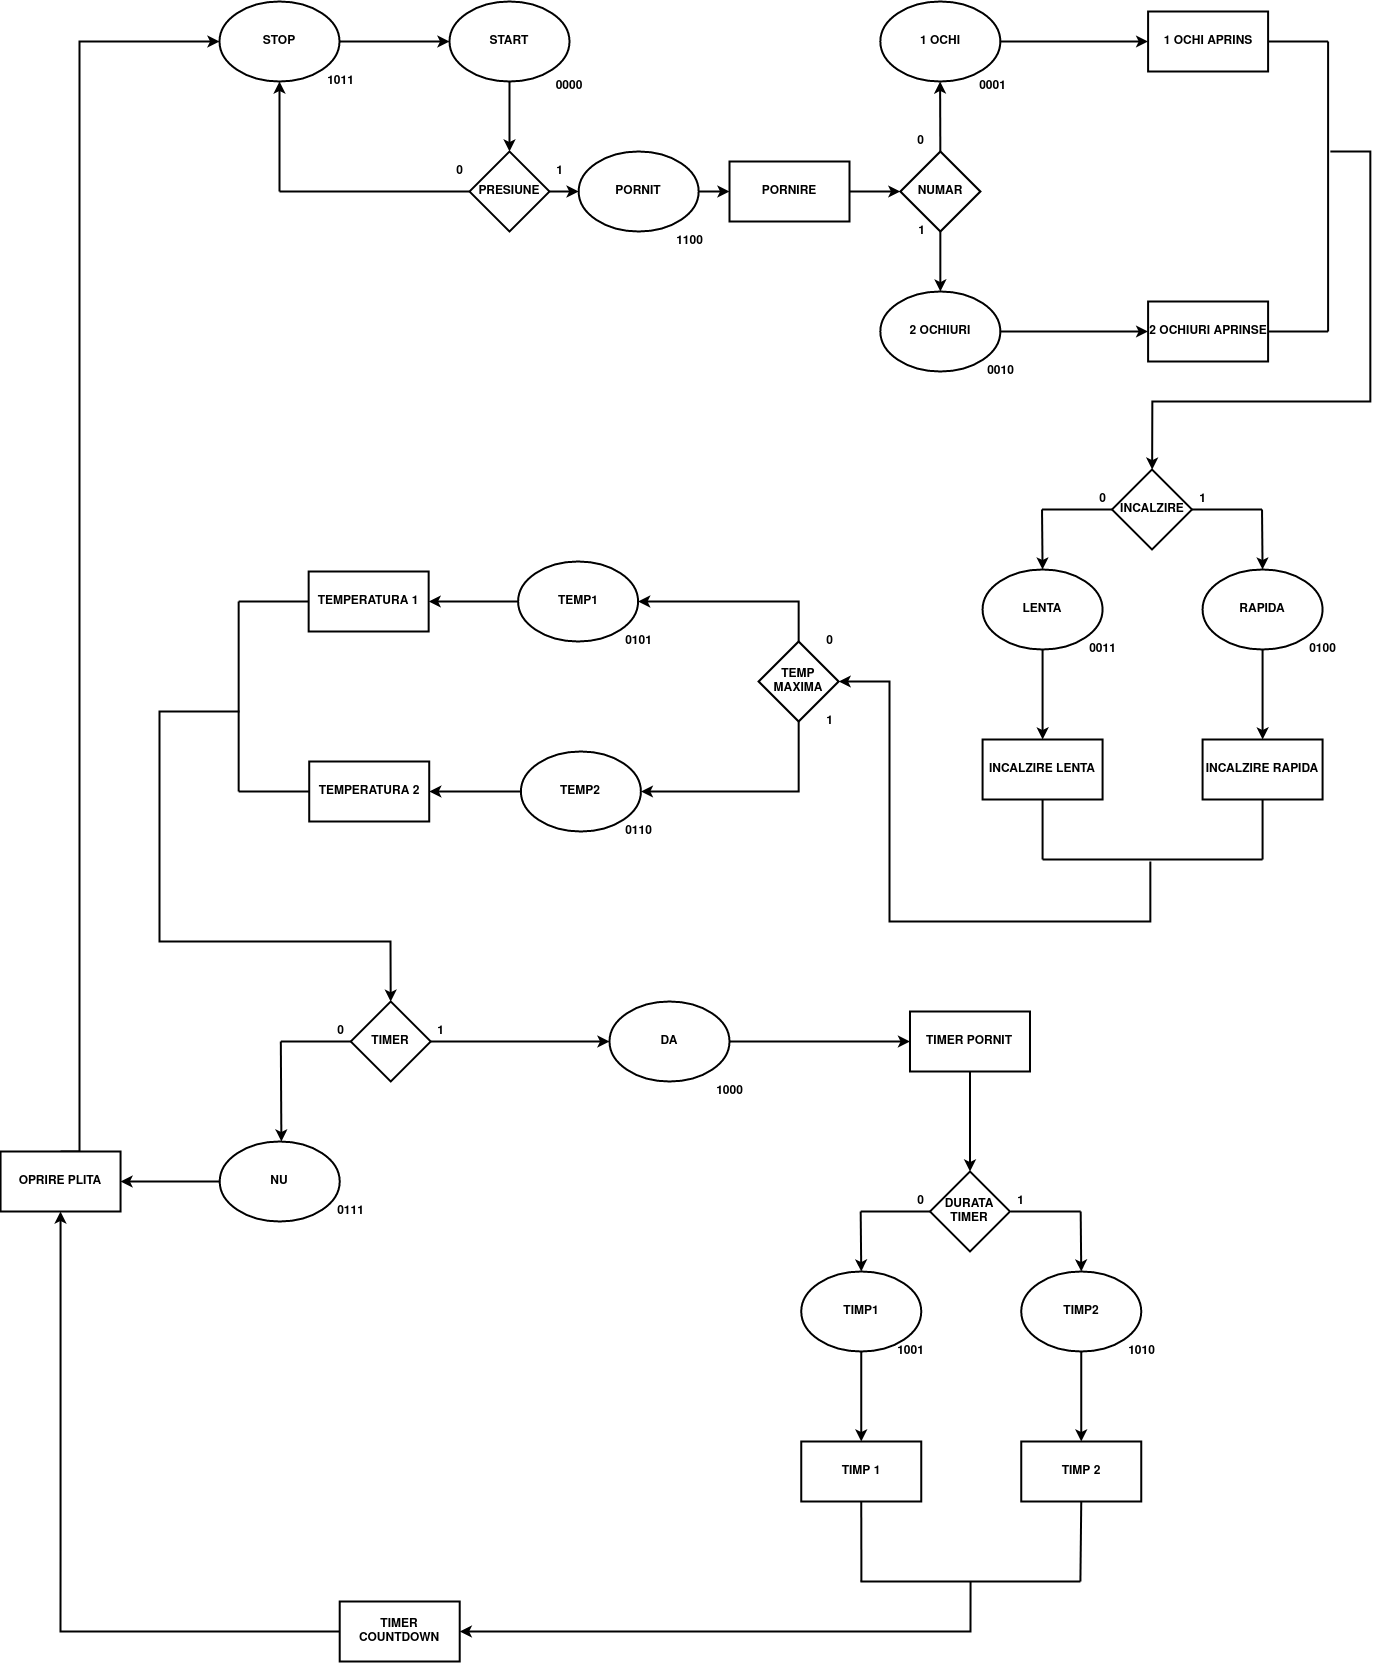 STOP
1011
START
0000
PRESIUNE
0
1
PORNIT
1100
PORNIRE
NUMAR
0
1
1 OCHI
0001
1 OCHI APRINS
2 OCHIURI
0010
2 OCHIURI APRINSE
INCALZIRE
0
1
LENTA
0011
RAPIDA
0100
INCALZIRE LENTA
INCALZIRE RAPIDA
TEMP
MAXIMA
0
1
TEMP1
0101
TEMPERATURA 1
TEMP2
0110
TEMPERATURA 2
TIMER
0
1
DA
1000
TIMER PORNIT
NU
0111
OPRIRE PLITA
DURATA
TIMER
0
1
TIMP1
1001
TIMP2
1010
TIMP 1
TIMP 2
TIMER
COUNTDOWN